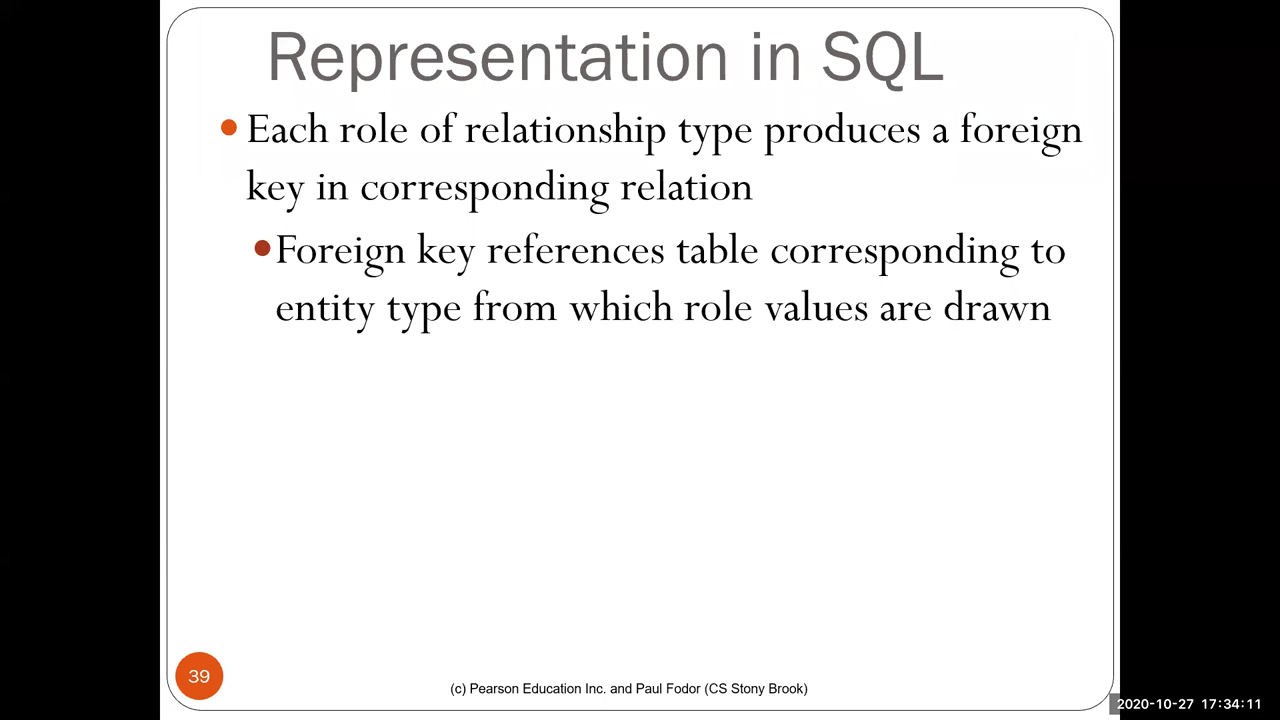 Representation in SQL
Each role of relationship type produces a foreign
key in corresponding relation
Foreign key references table corresponding to
entity type from which role values are drawn
39
(c) Pearson Education Inc. and Paul Fodor (CS Stony Brook)
2020-10-27 17:34:11